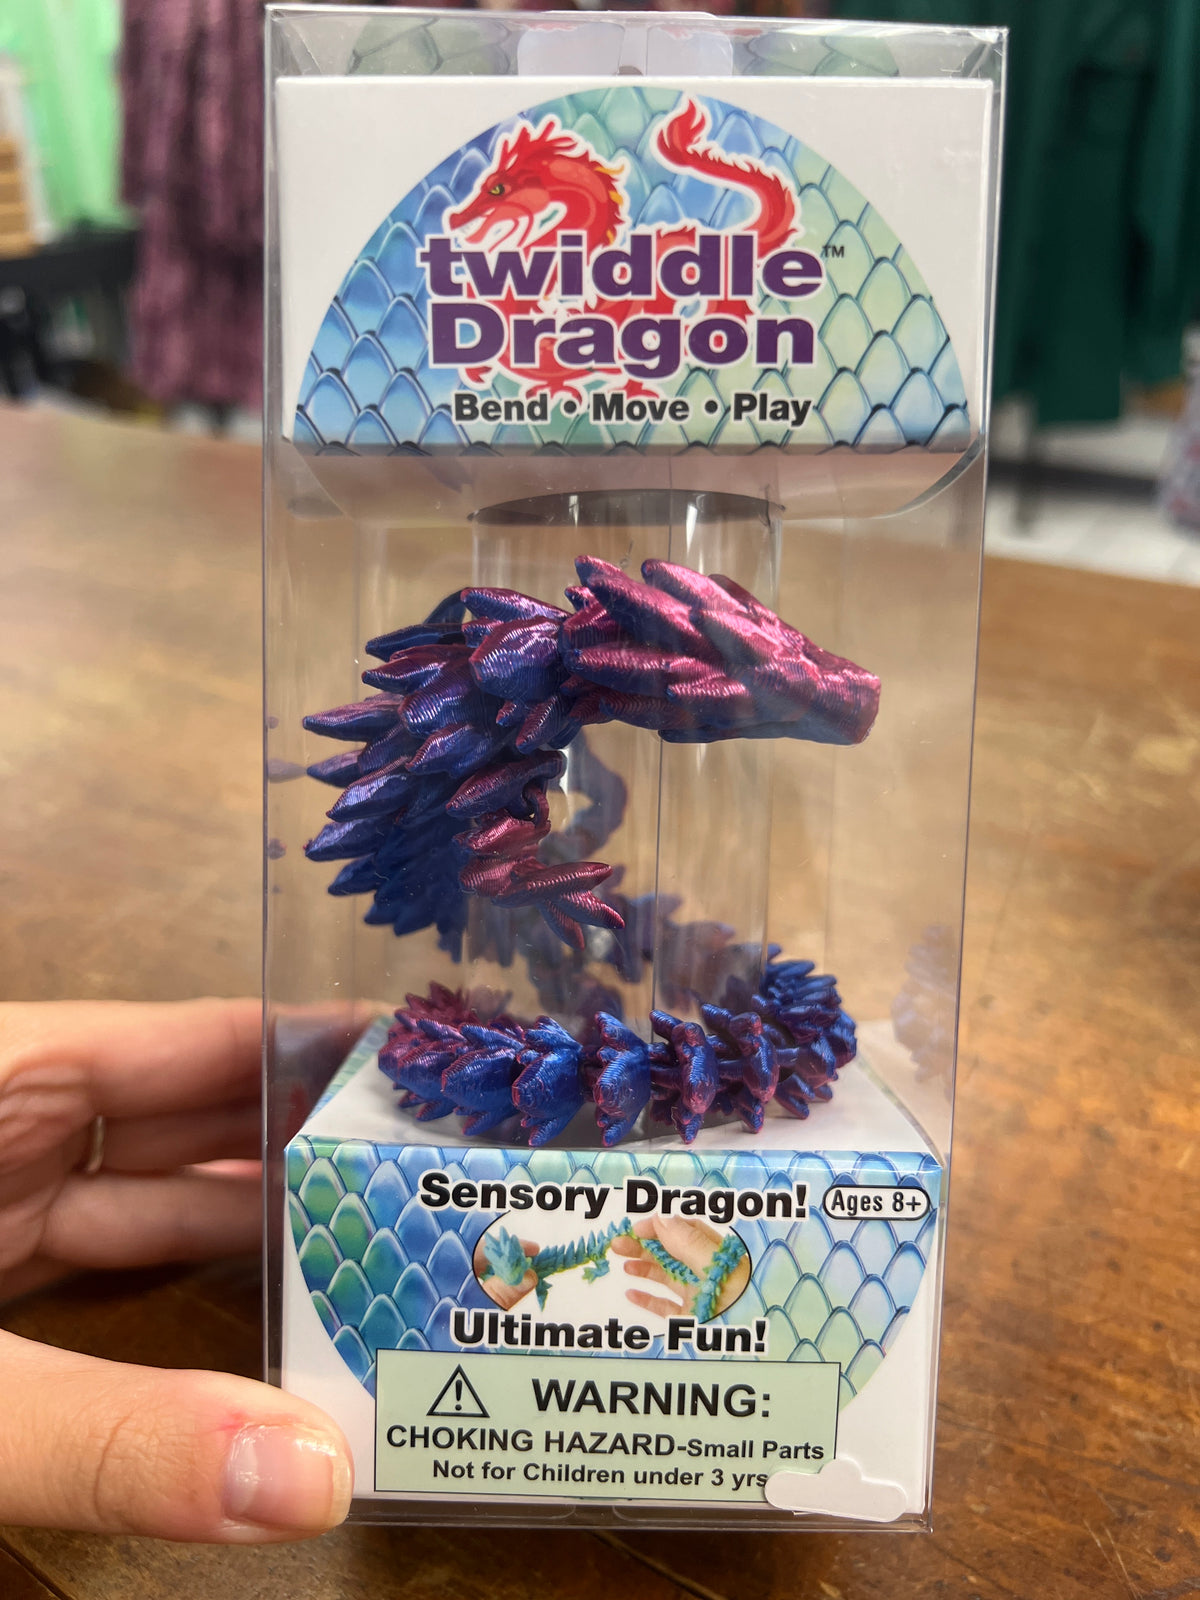 twiddle™
Dragon
Bend • Move • Play
Sensory Dragon!
Ages 8+
Ultimate Fun!
WARNING:
CHOKING HAZARD-Small Parts
Not for Children under 3 yrs